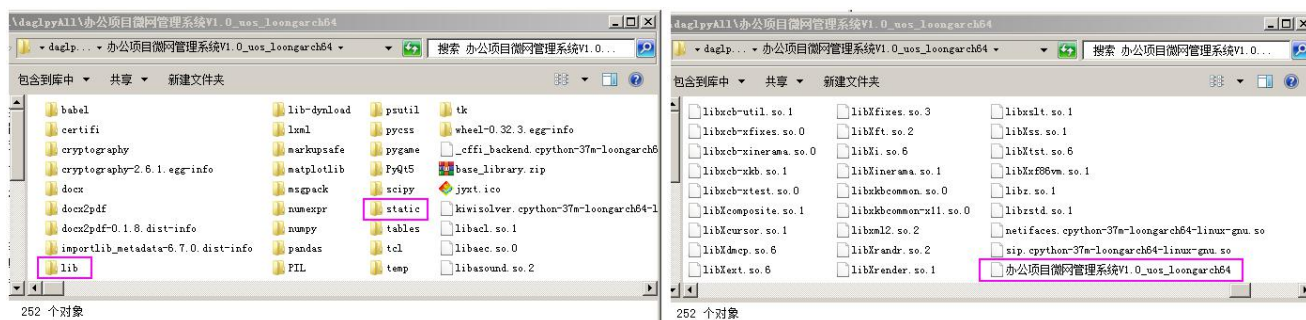 \daglpyAll\办公项目微网管理系统V1.0_uos_loongarch64
daglp... 办公项目微网管理系统V1.0_uos_loongarch64
搜索 办公项目微网管理系统V1.0...
包含到库中 共享 新建文件夹
babel
certifi
cryptography
cryptography-2.6.1.egg-info
docx
docx2pdf
docx2pdf-0.1.8.dist-info
importlib_metadata-6.7.0.dist-info
lib
lib-dynload
lxml
markupsafe
matplotlib
msgpack
numexpr
numpy
pandas
PIL
psutil
pycss
pygame
PyQt5
scipy
static
tables
tcl
temp
tk
wheel-0.32.3.egg-info
_cffi_backend.cpython-37m-loongarch6
base_library.zip
jyxt.ico
kiwisolver.cpython-37m-loongarch64-l
libacl.so.1
libaec.so.0
libasound.so.2
252 个对象
daglpyAll\办公项目微网管理系统V1.0_uos_loongarch64
daglp... 办公项目微网管理系统V1.0_uos_loongarch64
搜索 办公项目微网管理系统V1.0...
包含到库中 共享 新建文件夹
libxcb-util.so.1
libxcb-xfixes.so.0
libxcb-xinerama.so.0
libxcb-xkb.so.1
libxcb-xtest.so.0
libXcomposite.so.1
libXcursor.so.1
libXdmcp.so.6
libXext.so.6
libXfixes.so.3
libXft.so.2
libXi.so.6
libXinerama.so.1
libxkbcommon.so.0
libxkbcommon-x11.so.0
libxml2.so.2
libXrandr.so.2
libXrender.so.1
libxslt.so.1
libXss.so.1
libXtst.so.6
libXxf86vm.so.1
libz.so.1
libzstd.so.1
netifaces.cpython-37m-loongarch64-linux-gnu.so
sip.cpython-37m-loongarch64-linux-gnu.so
办公项目微网管理系统V1.0_uos_loongarch64
252 个对象